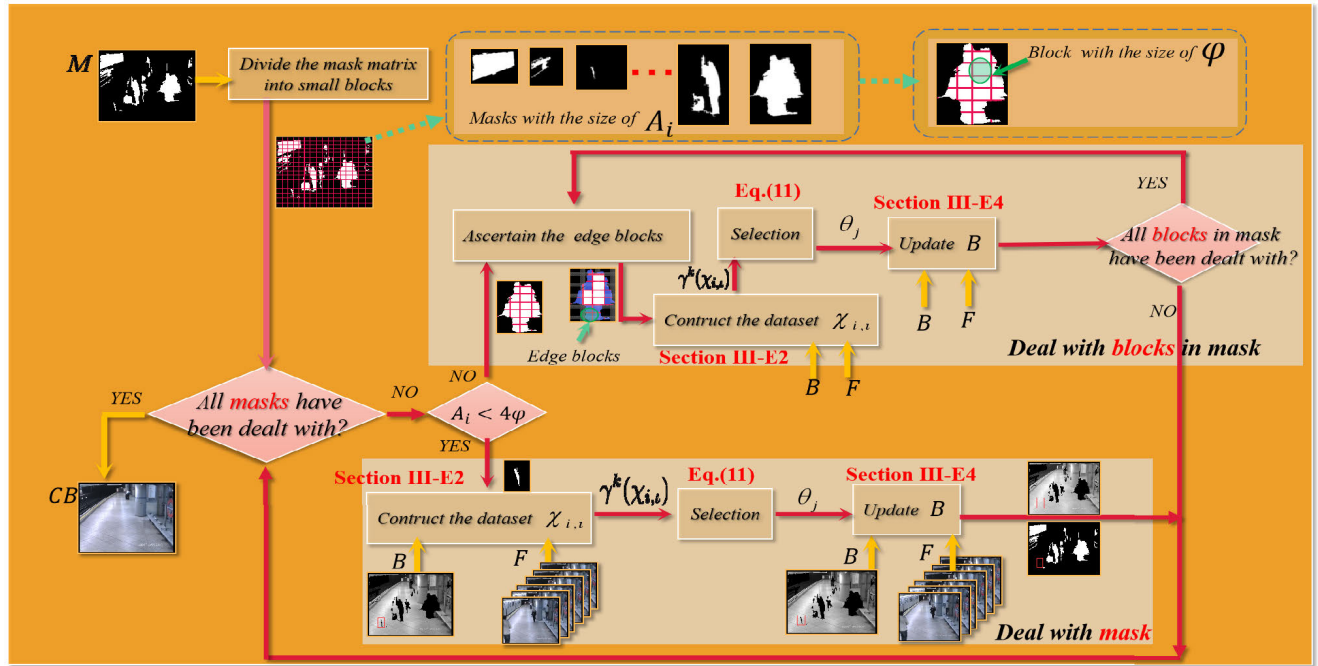 M
Divide the mask matrix
into small blocks
Masks with the size of A_i
Block with the size of φ
YES
Eq.(11)
Section III-E4
Ascertain the edge blocks
Selection
θ_j
Update B
All blocks in mask
have been dealt with?
γ^k(χ_{i,ι})
B
F
NO
Contruct the dataset χ_{i,ι}
Edge blocks
Section III-E2
Deal with blocks in mask
B
F
NO
YES
All masks have
been dealt with?
NO
A_i < 4φ
YES
Section III-E2
Eq.(11)
Section III-E4
CB
γ^k(χ_{i,ι})
θ_j
Contruct the dataset χ_{i,ι}
Selection
Update B
B
F
B
F
Deal with mask